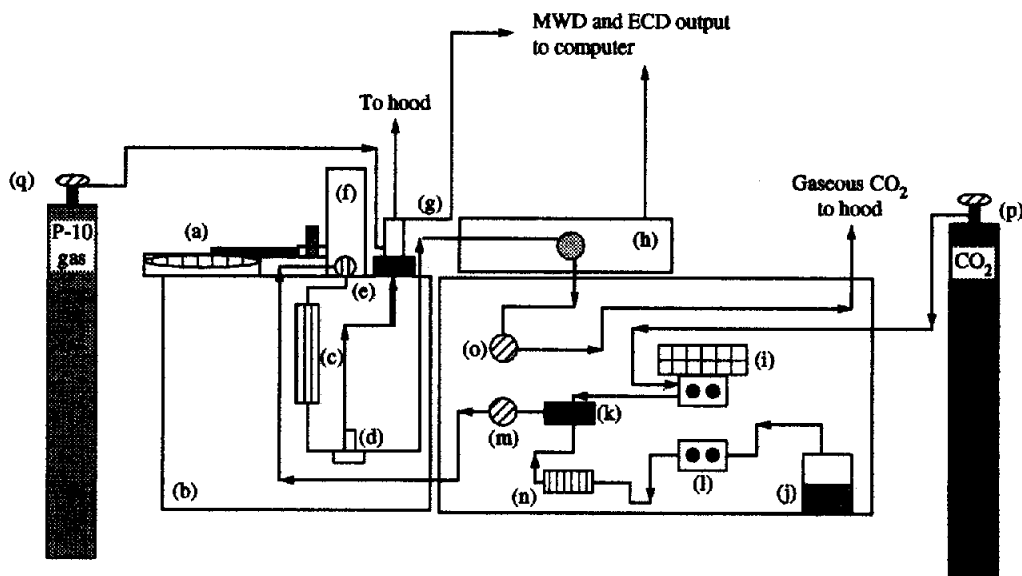 MWD and ECD output
to computer
To hood
(q)
(f)
(g)
Gaseous CO2
to hood
(p)
P-10
gas
(a)
(h)
CO2
(e)
(c)
(o)
(i)
(k)
(m)
(d)
(l)
(b)
(n)
(j)